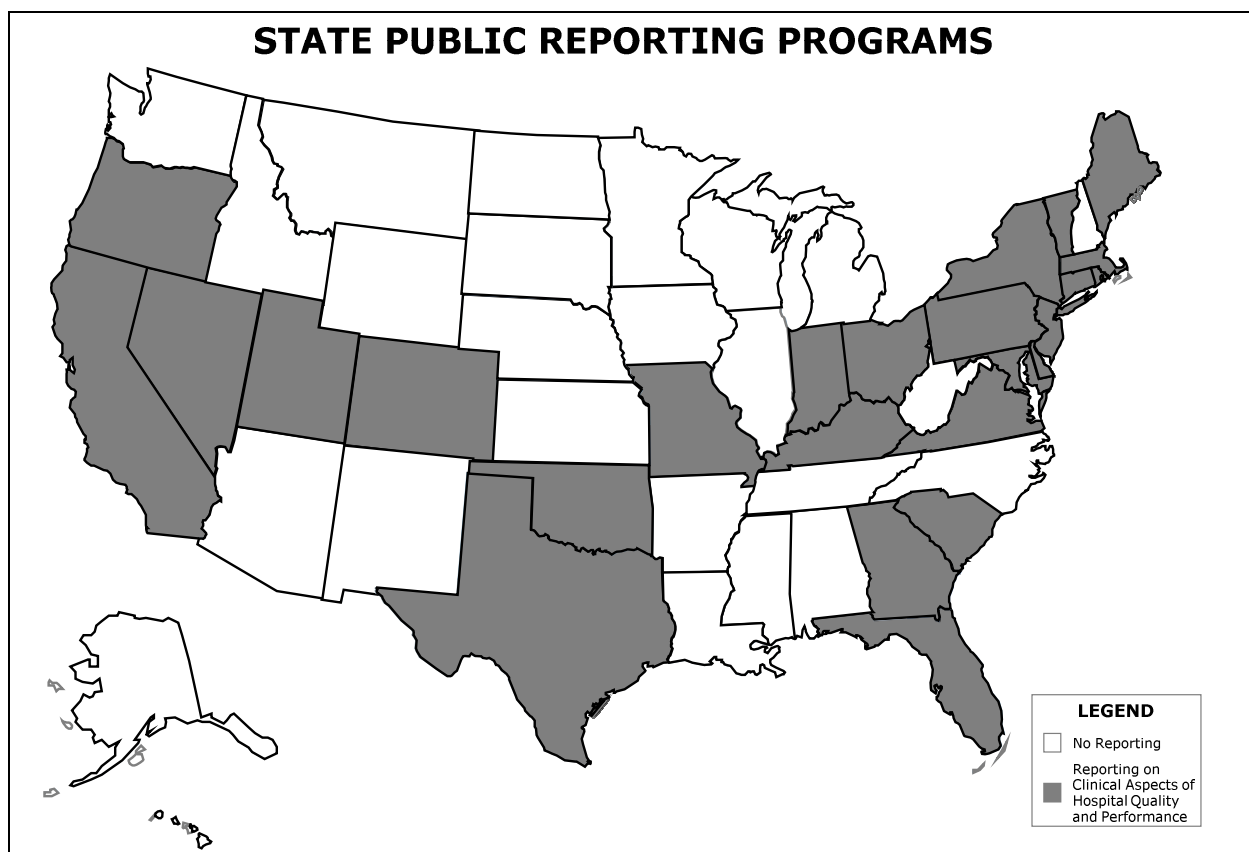 STATE PUBLIC REPORTING PROGRAMS
LEGEND
No Reporting
Reporting on
Clinical Aspects of
Hospital Quality
and Performance